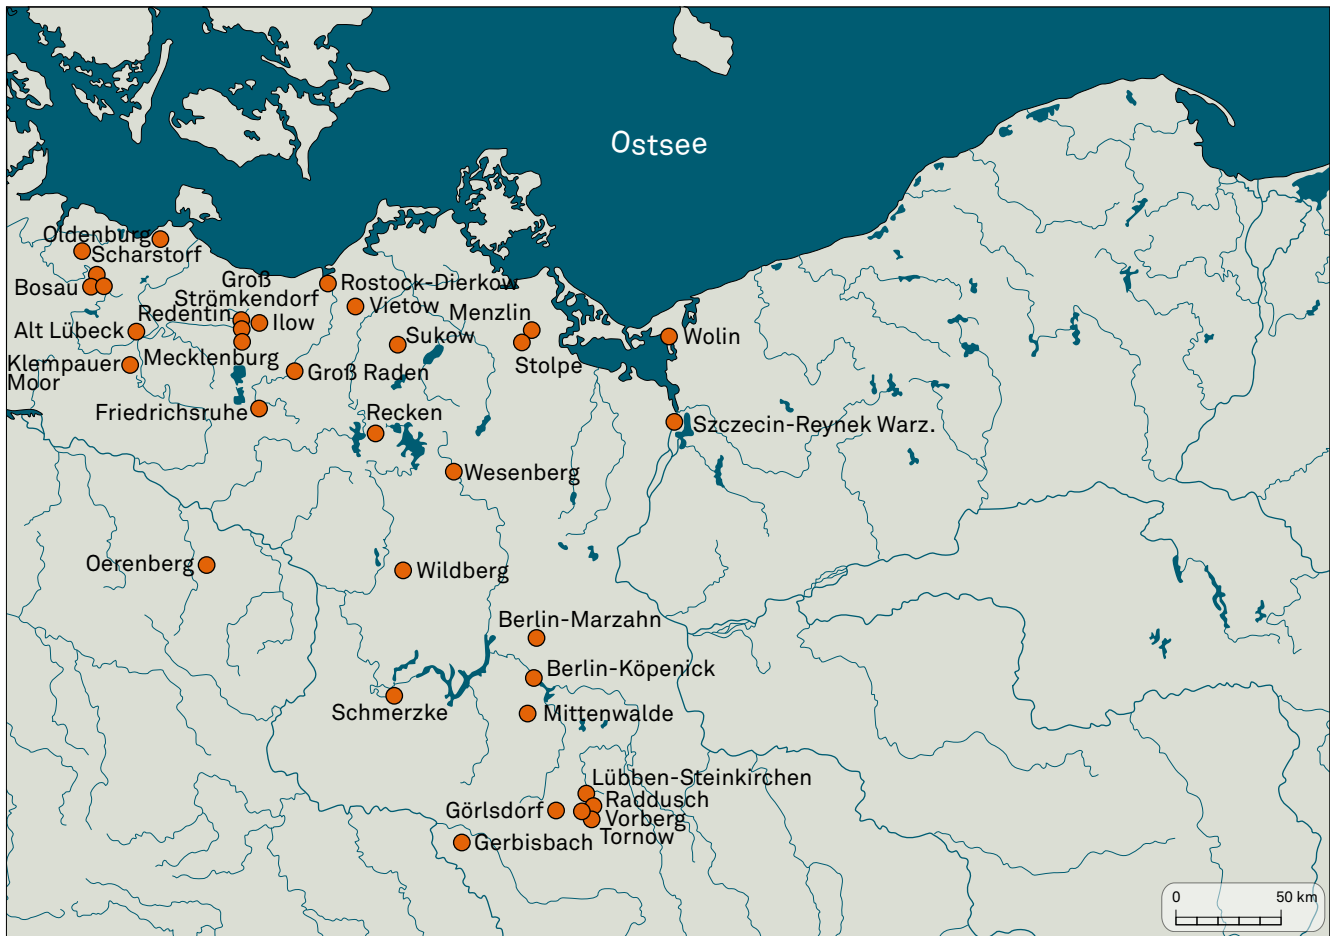 Ostsee
Oldenburg
Scharstorf
Bosau
Groß
Strömkendorf
Redentin
Ilow
Rostock-Dierkow
Vietow
Menzlin
Alt Lübeck
Sukow
Wolin
Mecklenburg
Stolpe
Klempauer
Moor
Groß Raden
Friedrichsruhe
Recken
Szczecin-Reynek Warz.
Wesenberg
Oerenberg
Wildberg
Berlin-Marzahn
Berlin-Köpenick
Schmerzke
Mittenwalde
Lübben-Steinkirchen
Raddusch
Görlsdorf
Vorberg
Tornow
Gerbisbach
0 50 km